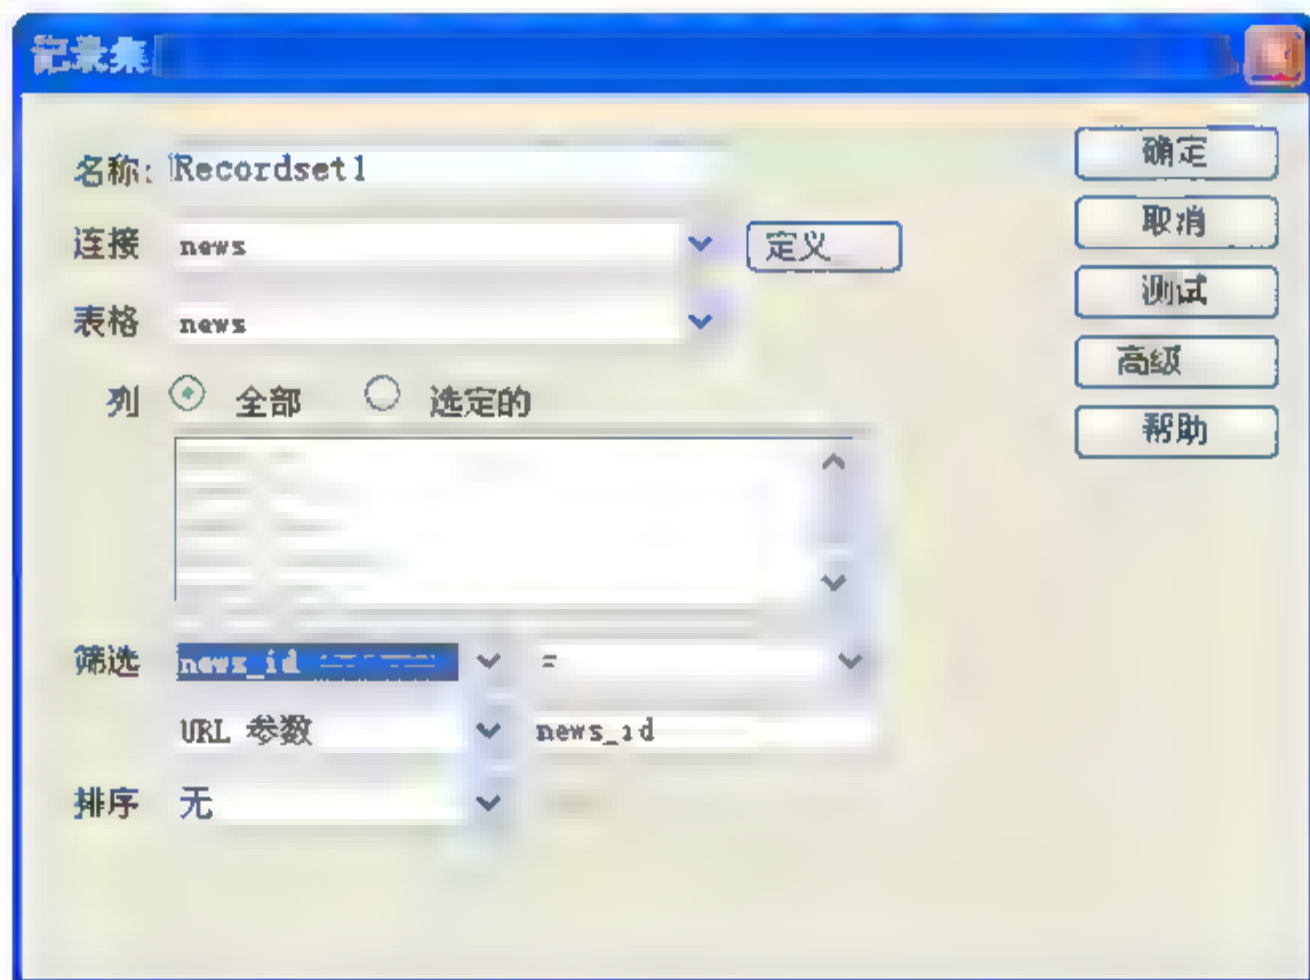 记录集
名称: Recordset1
确定
连接 news 定义
取消
表格 news
测试
列 全部 选定的
高级
帮助
筛选 news_id =
URL 参数 news_id
排序 无